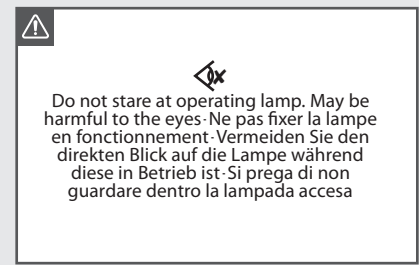 Do not stare at operating lamp. May be
harmful to the eyes·Ne pas fixer la lampe
en fonctionnement·Vermeiden Sie den
direkten Blick auf die Lampe während
diese in Betrieb ist·Si prega di non
guardare dentro la lampada accesa